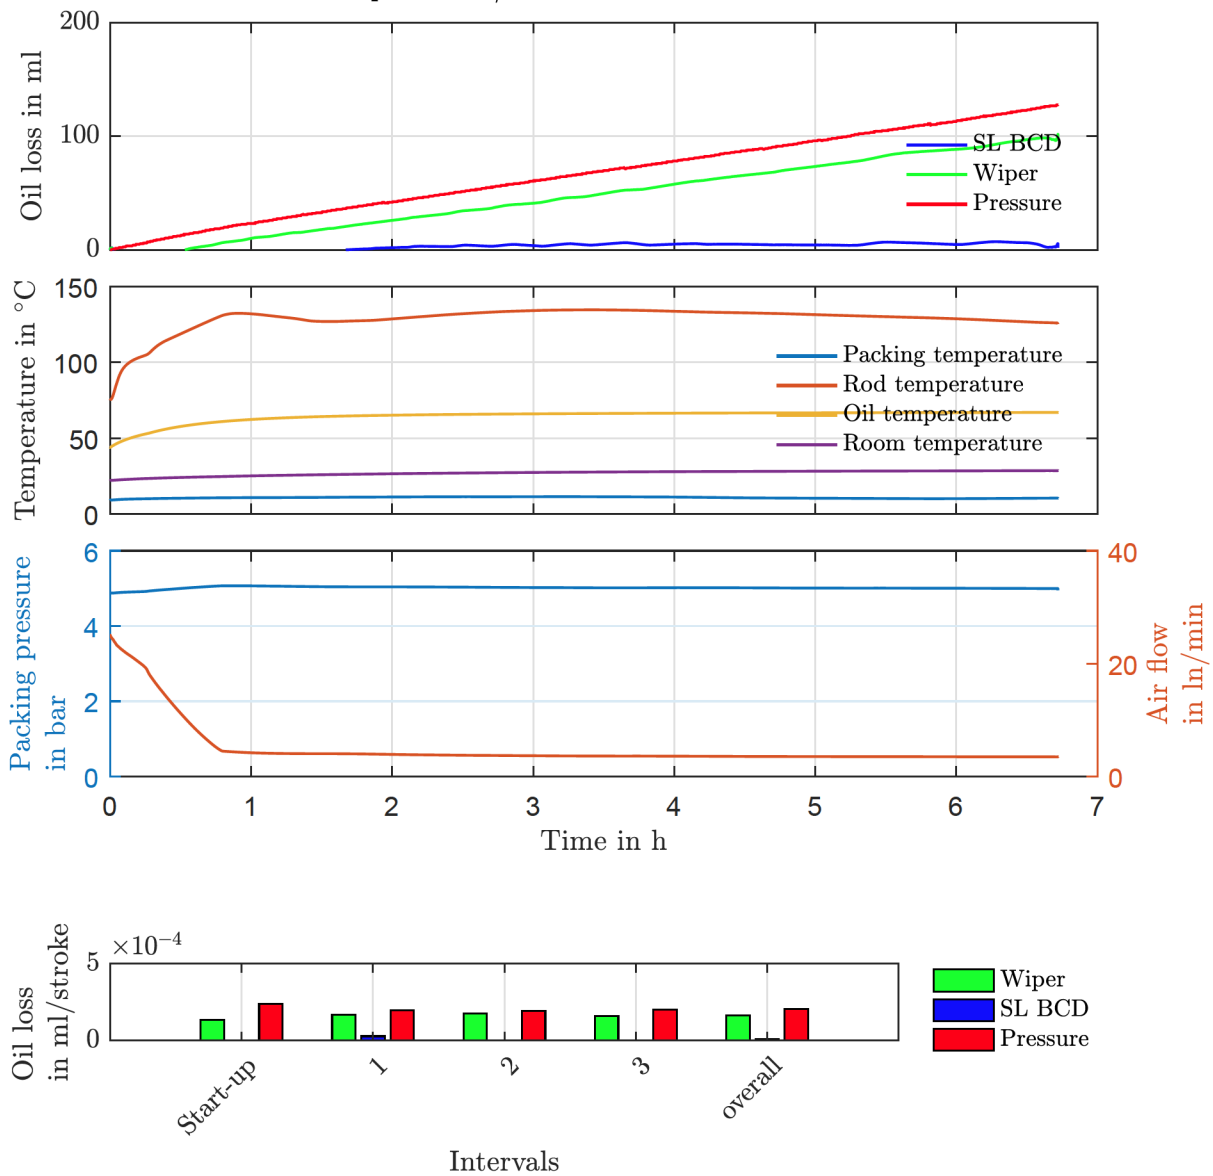 200
100
0
Oil loss in ml
SL BCD
Wiper
Pressure
150
100
50
0
Temperature in °C
Packing temperature
Rod temperature
Oil temperature
Room temperature
6
4
2
0
Packing pressure
in bar
40
20
0
Air flow
in ln/min
0 1 2 3 4 5 6 7
Time in h
×10⁻⁴
5
0
Oil loss
in ml/stroke
Wiper
SL BCD
Pressure
Start-up 1 2 3 overall
Intervals